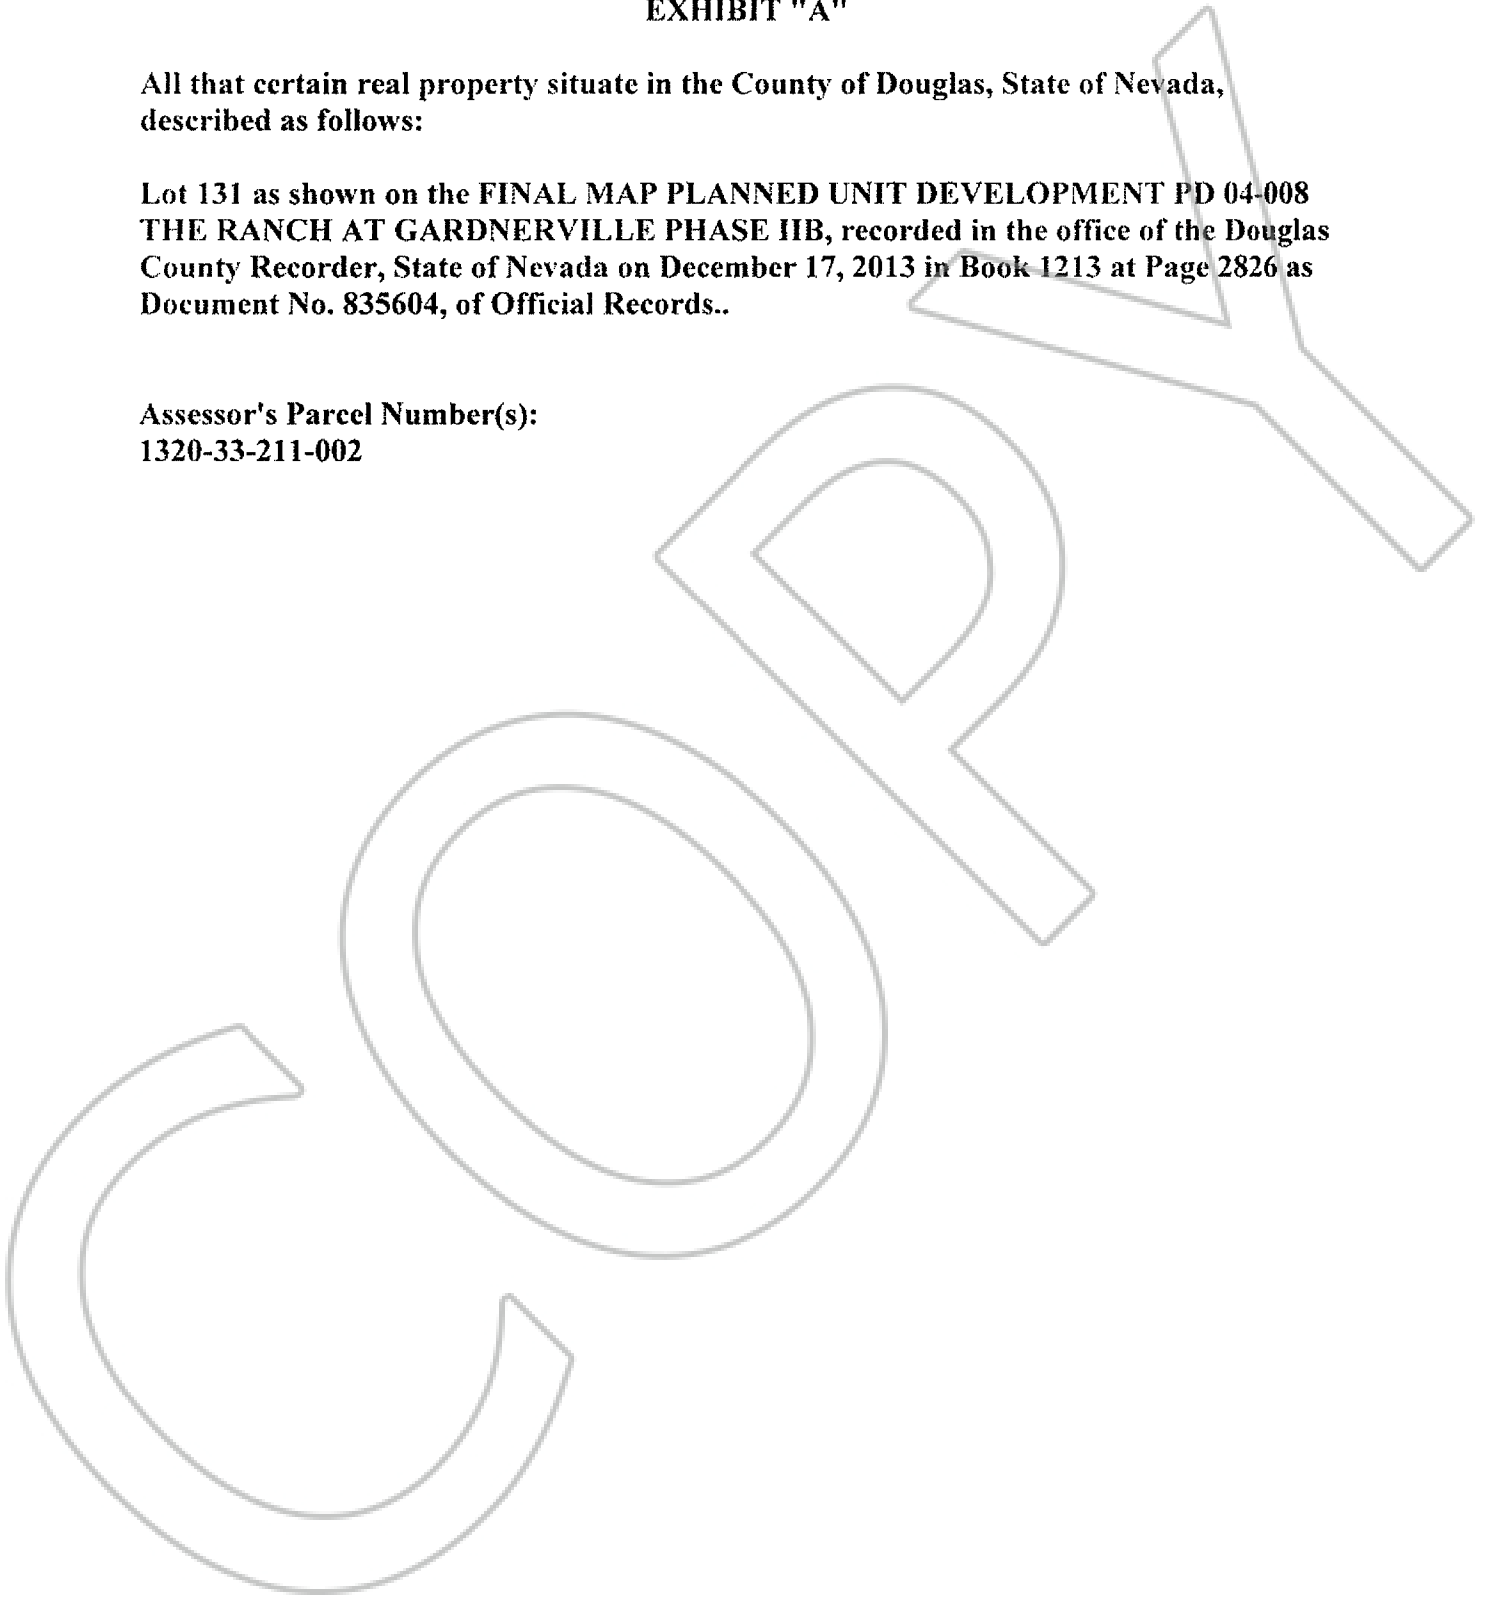 EXHIBIT "A"
All that certain real property situate in the County of Douglas, State of Nevada,
described as follows:
Lot 131 as shown on the FINAL MAP PLANNED UNIT DEVELOPMENT PD 04-008
THE RANCH AT GARDNERVILLE PHASE IIB, recorded in the office of the Douglas
County Recorder, State of Nevada on December 17, 2013 in Book 1213 at Page 2826 as
Document No. 835604, of Official Records..
Assessor's Parcel Number(s):
1320-33-211-002
COPY